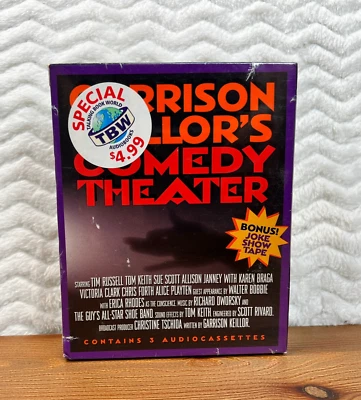 SPECIAL
TALKING BOOK WORLD
TBW
AUDIOBOOKS
$4.99
RRISON
LLOR'S
COMEDY
THEATER
BONUS!
JOKE
SHOW
TAPE
STARRING TIM RUSSELL TOM KEITH SUE SCOTT ALLISON JANNEY WITH KAREN BRAGA
VICTORIA CLARK CHRIS FORTH ALICE PLAYTEN GUEST APPEARANCE BY WALTER BOBBIE
WITH ERICA RHODES AS THE CONSCIENCE. MUSIC BY RICHARD DWORSKY AND
THE GUY'S ALL-STAR SHOE BAND. SOUND EFFECTS BY TOM KEITH ENGINEERED BY SCOTT RIVARD.
BROADCAST PRODUCER CHRISTINE TSCHIDA WRITTEN BY GARRISON KEILLOR.
CONTAINS 3 AUDIOCASSETTES